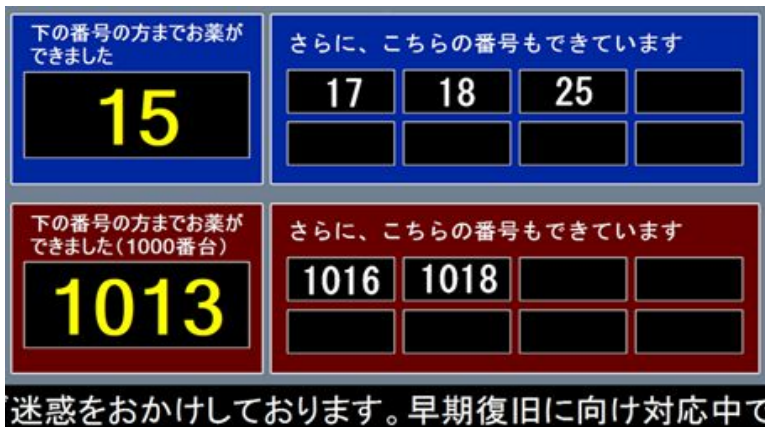 下の番号の方までお薬が
できました
15
さらに、こちらの番号もできています
17 18 25
下の番号の方までお薬が
できました(1000番台)
1013
さらに、こちらの番号もできています
1016 1018
迷惑をおかけしております。早期復旧に向け対応中で